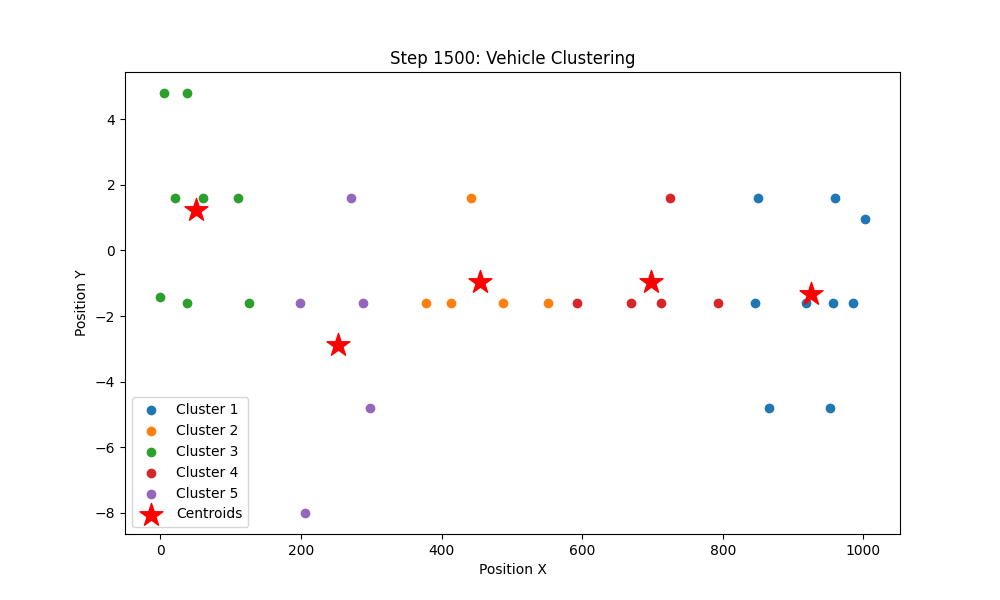 Step 1500: Vehicle Clustering
Position Y
4
2
0
−2
−4
−6
−8
Cluster 1
Cluster 2
Cluster 3
Cluster 4
Cluster 5
Centroids
0 200 400 600 800 1000
Position X